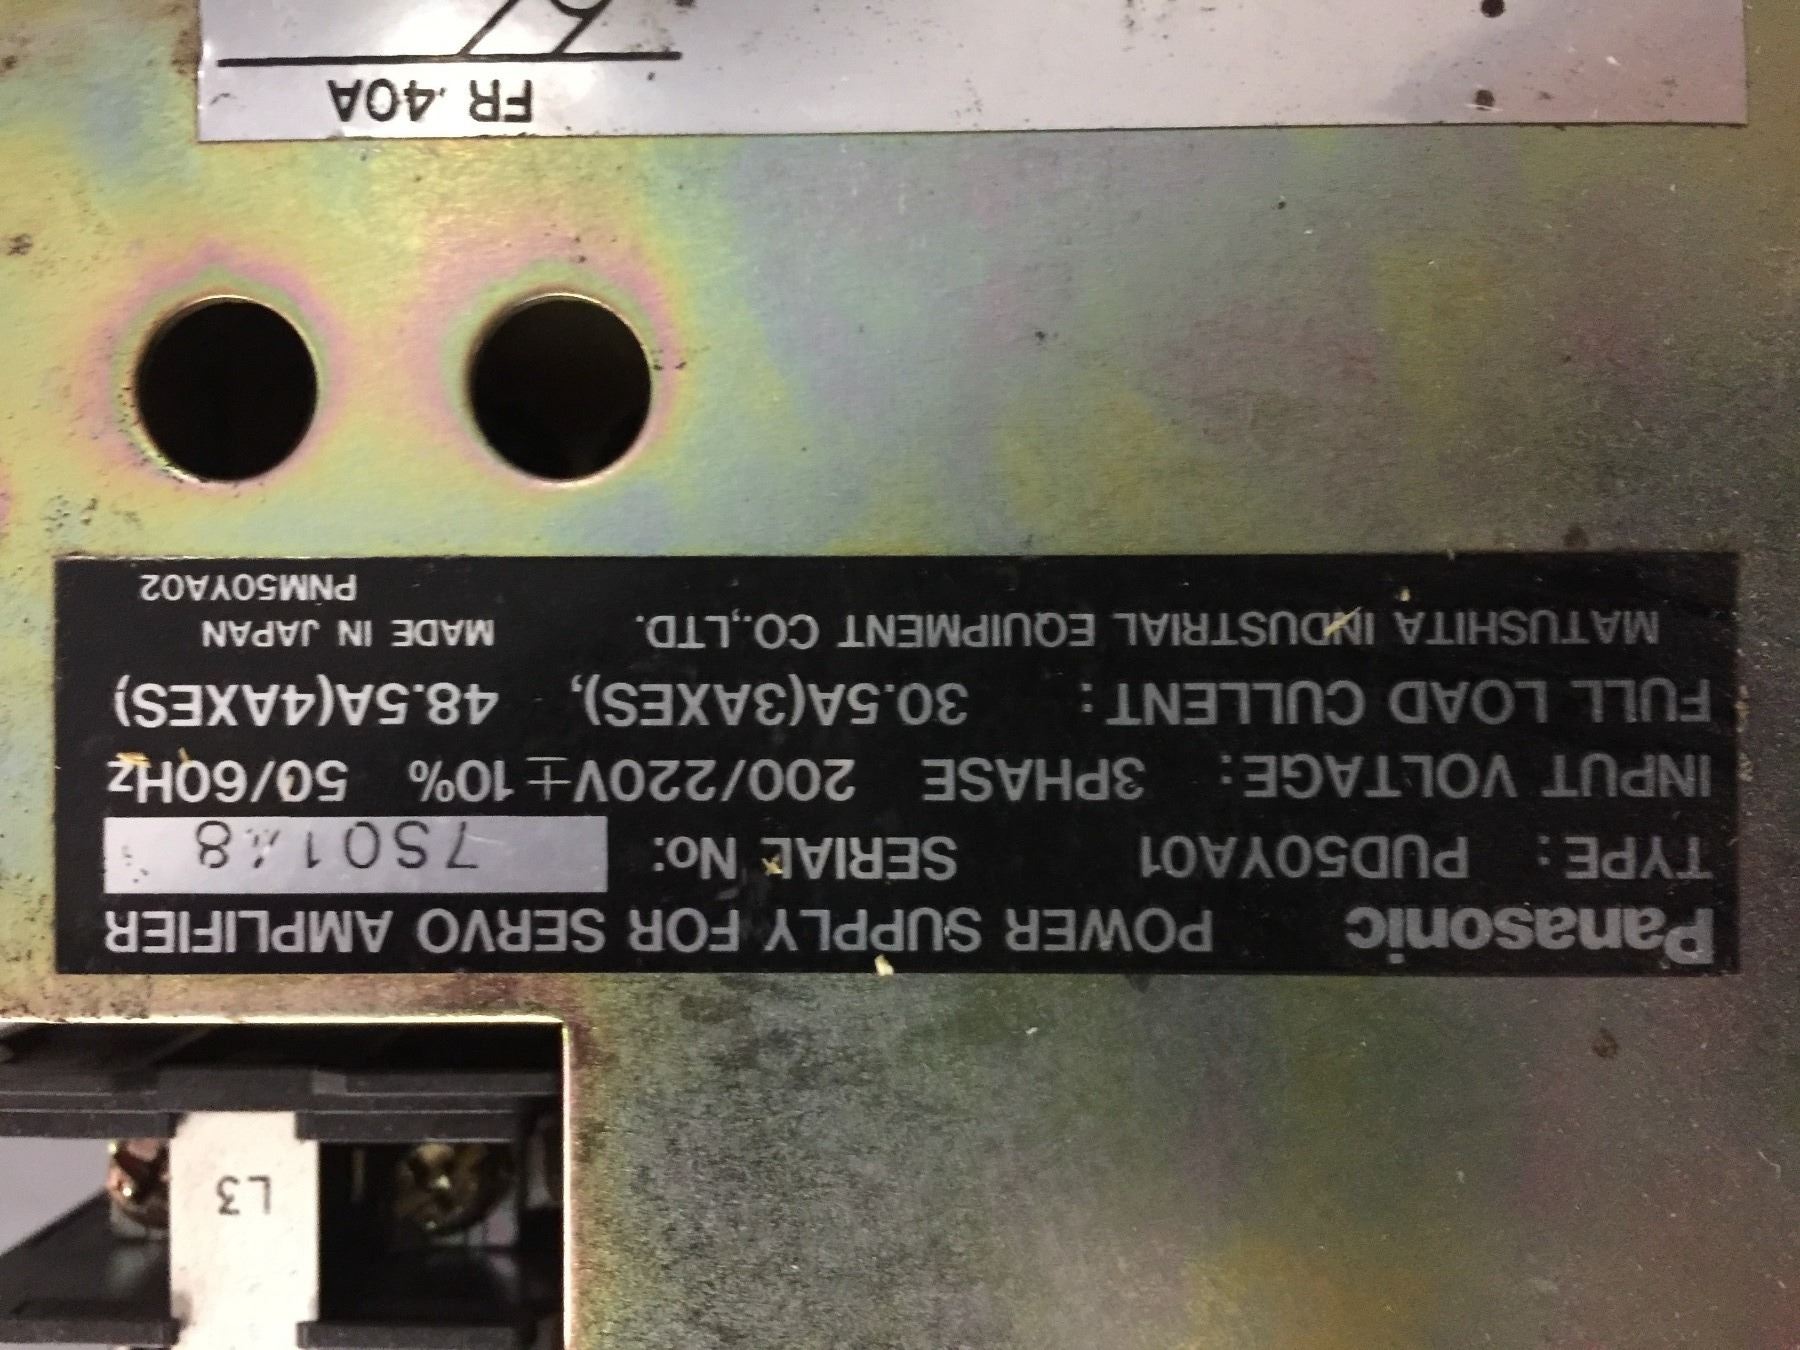 Panasonic POWER SUPPLY FOR SERVO AMPLIFIER
TYPE: PUD50YA01 SERIAL No:
INPUT VOLTAGE: 3PHASE 200/220V±10% 50/60Hz
FULL LOAD CULLENT: 30.5A(3AXES), 48.5A(4AXES)
MATUSHITA INDUSTRIAL EQUIPMENT CO.,LTD. MADE IN JAPAN
PNM50YA02
FR .40A
L3